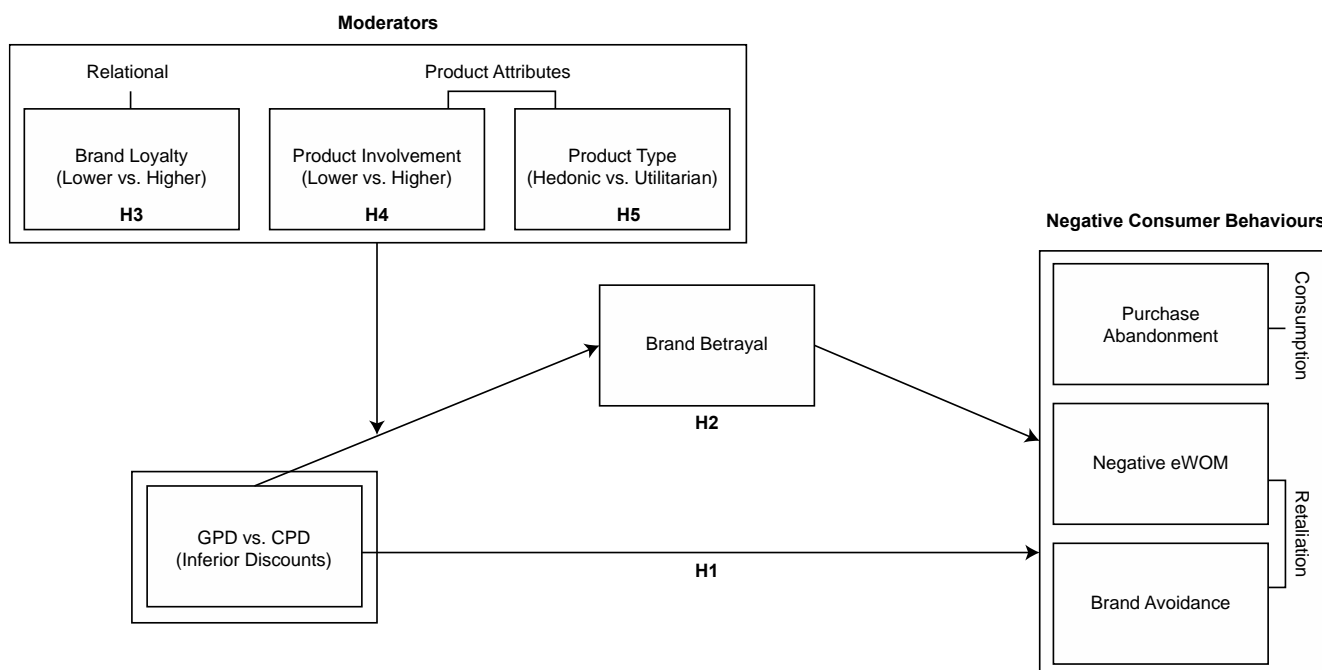 Moderators
Relational
Product Attributes
Brand Loyalty
(Lower vs. Higher)
H3
Product Involvement
(Lower vs. Higher)
H4
Product Type
(Hedonic vs. Utilitarian)
H5
Negative Consumer Behaviours
Purchase
Abandonment
Consumption
Brand Betrayal
H2
Negative eWOM
Retaliation
GPD vs. CPD
(Inferior Discounts)
H1
Brand Avoidance